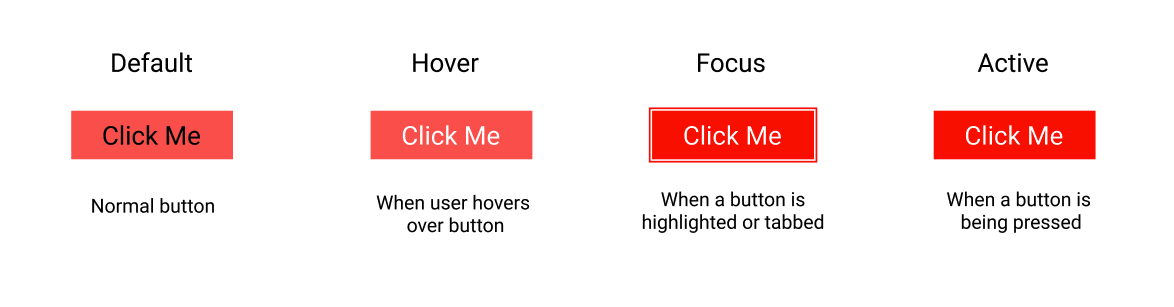 Default
Click Me
Normal button
Hover
Click Me
When user hovers
over button
Focus
Click Me
When a button is
highlighted or tabbed
Active
Click Me
When a button is
being pressed